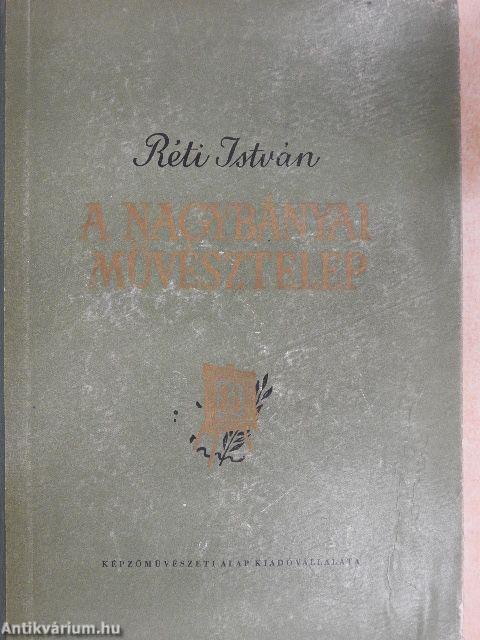 Réti István
A NAGYBÁNYAI
MŰVÉSZTELEP
KÉPZŐMŰVÉSZETI ALAP KIADÓVÁLLALATA
Antikvárium.hu